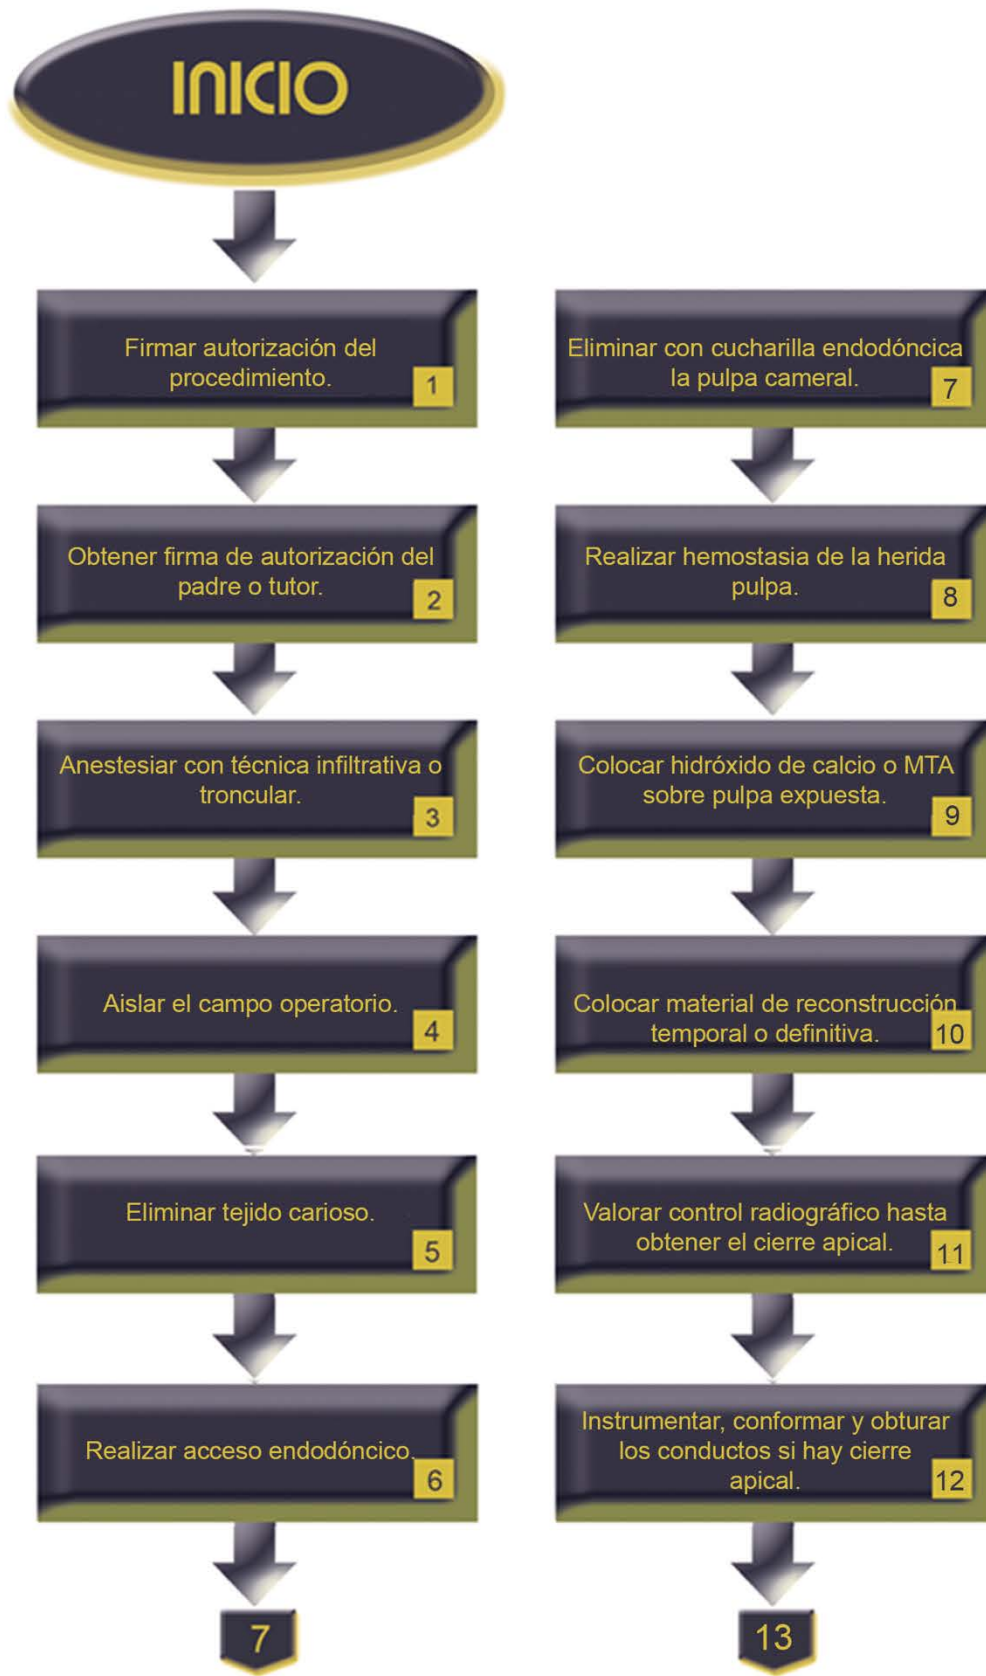 INICIO
Firmar autorización del
procedimiento.
1
Obtener firma de autorización del
padre o tutor.
2
Anestesiar con técnica infiltrativa o
troncular.
3
Aislar el campo operatorio.
4
Eliminar tejido carioso.
5
Realizar acceso endodóncico.
6
7
Eliminar con cucharilla endodóncica
la pulpa cameral.
7
Realizar hemostasia de la herida
pulpa.
8
Colocar hidróxido de calcio o MTA
sobre pulpa expuesta.
9
Colocar material de reconstrucción
temporal o definitiva.
10
Valorar control radiográfico hasta
obtener el cierre apical.
11
Instrumentar, conformar y obturar
los conductos si hay cierre
apical.
12
13